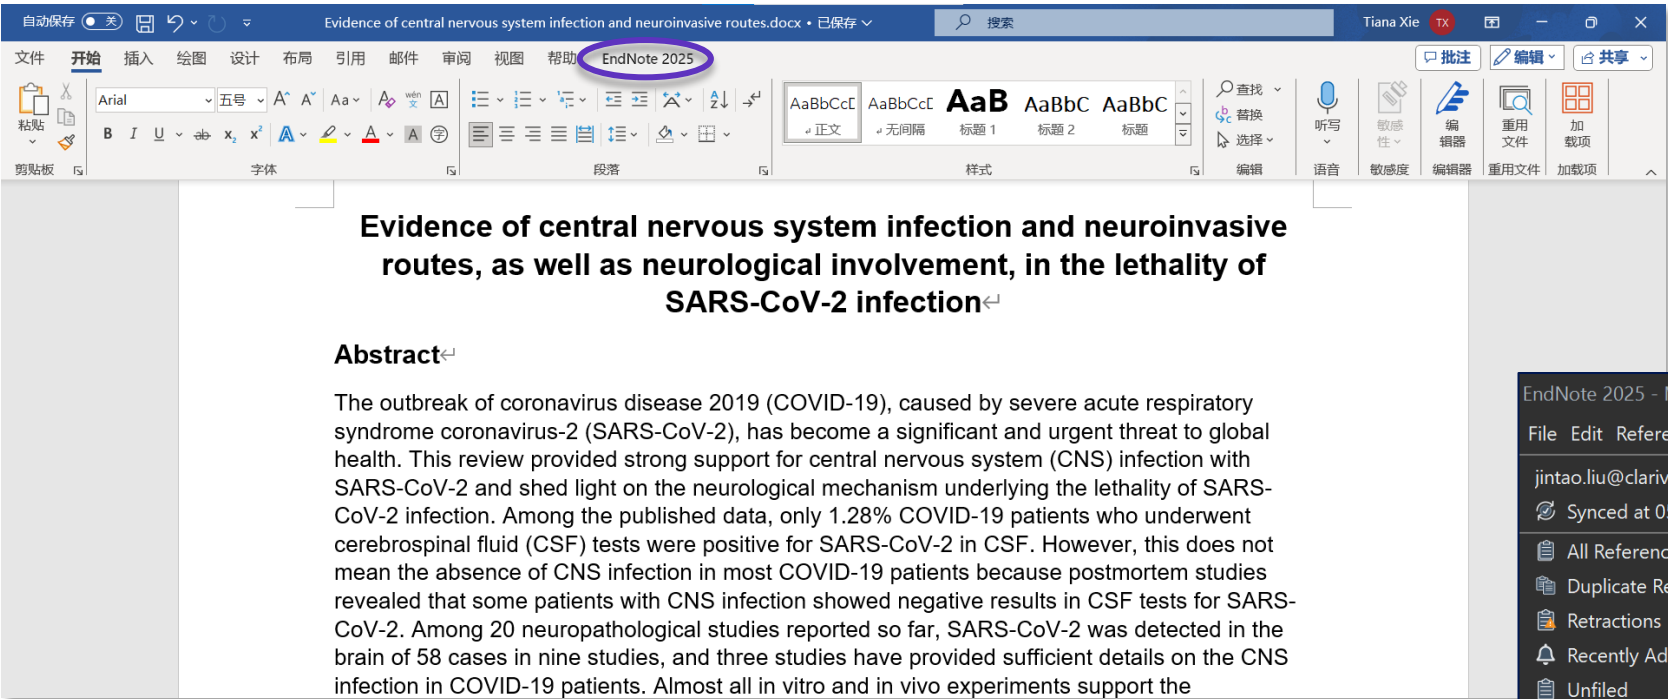 自动保存 关 Evidence of central nervous system infection and neuroinvasive routes.docx • 已保存 搜索 Tiana Xie TX
文件 开始 插入 绘图 设计 布局 引用 邮件 审阅 视图 帮助 EndNote 2025 批注 编辑 共享
粘贴
剪贴板
Arial 五号 A A Aa A wén 文 A
B I U ab x₂ x² A A A 字
字体
段落
AaBbCcD AaBbCcD AaB AaBbC AaBbC
正文 无间隔 标题 1 标题 2 标题
样式
查找
替换
选择
编辑
听写
语音
敏感性
敏感度
编辑器
编辑器
重用文件
重用文件
加载项
加载项
Evidence of central nervous system infection and neuroinvasive
routes, as well as neurological involvement, in the lethality of
SARS-CoV-2 infection
Abstract
The outbreak of coronavirus disease 2019 (COVID-19), caused by severe acute respiratory
syndrome coronavirus-2 (SARS-CoV-2), has become a significant and urgent threat to global
health. This review provided strong support for central nervous system (CNS) infection with
SARS-CoV-2 and shed light on the neurological mechanism underlying the lethality of SARS-
CoV-2 infection. Among the published data, only 1.28% COVID-19 patients who underwent
cerebrospinal fluid (CSF) tests were positive for SARS-CoV-2 in CSF. However, this does not
mean the absence of CNS infection in most COVID-19 patients because postmortem studies
revealed that some patients with CNS infection showed negative results in CSF tests for SARS-
CoV-2. Among 20 neuropathological studies reported so far, SARS-CoV-2 was detected in the
brain of 58 cases in nine studies, and three studies have provided sufficient details on the CNS
infection in COVID-19 patients. Almost all in vitro and in vivo experiments support the
EndNote 2025 -
File Edit Refere
jintao.liu@clariv
Synced at 0
All Referenc
Duplicate Re
Retractions
Recently Ad
Unfiled